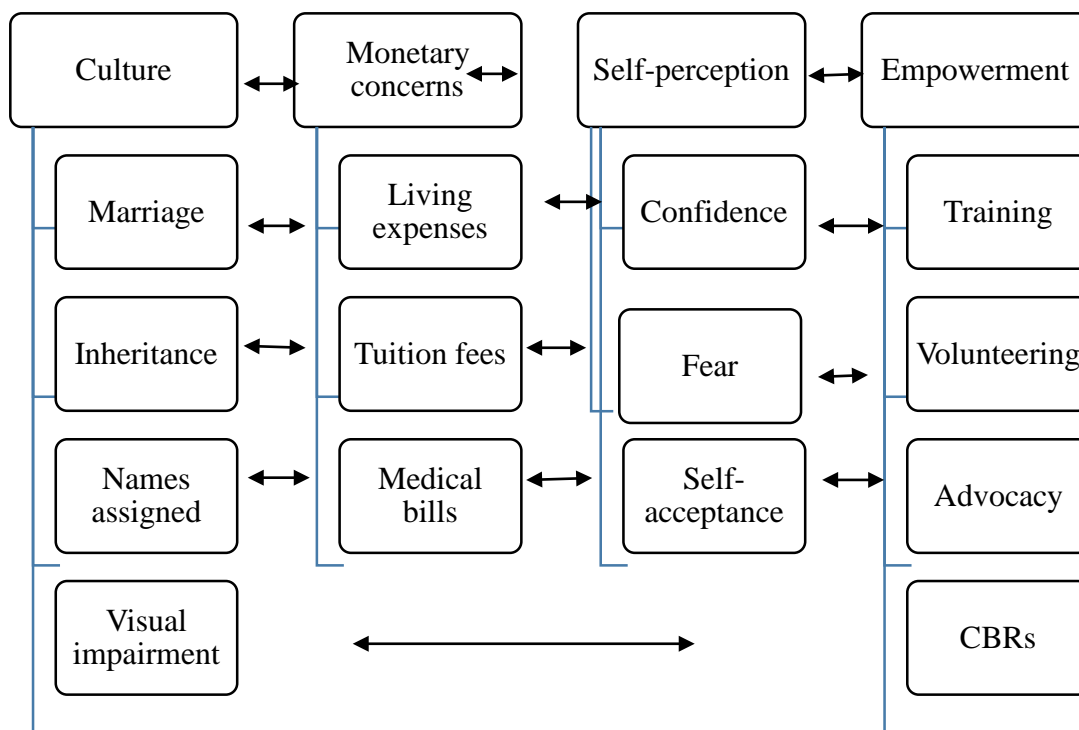 Culture
Monetary
concerns
Self-perception
Empowerment
Marriage
Living
expenses
Confidence
Training
Inheritance
Tuition fees
Fear
Volunteering
Names
assigned
Medical
bills
Self-
acceptance
Advocacy
Visual
impairment
CBRs